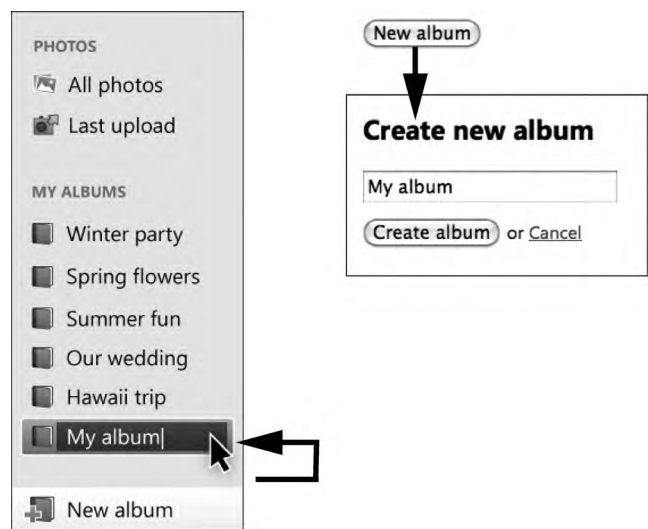 PHOTOS
All photos
Last upload
MY ALBUMS
Winter party
Spring flowers
Summer fun
Our wedding
Hawaii trip
My album
New album
New album
Create new album
My album
Create album or Cancel